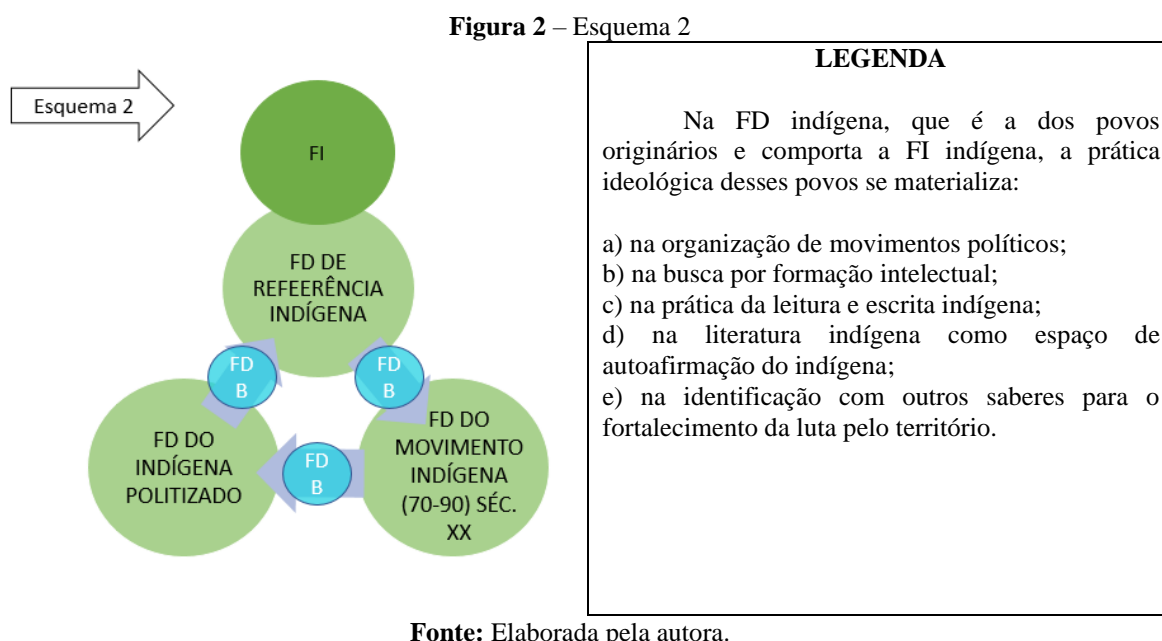 Figura 2 – Esquema 2
Esquema 2
FI
FD DE
REFEERÊNCIA
INDÍGENA
FD
B
FD
B
FD DO
INDÍGENA
POLITIZADO
FD
B
FD DO
MOVIMENTO
INDÍGENA
(70-90) SÉC.
XX
LEGENDA
Na FD indígena, que é a dos povos
originários e comporta a FI indígena, a prática
ideológica desses povos se materializa:
a) na organização de movimentos políticos;
b) na busca por formação intelectual;
c) na prática da leitura e escrita indígena;
d) na literatura indígena como espaço de
autoafirmação do indígena;
e) na identificação com outros saberes para o
fortalecimento da luta pelo território.
Fonte: Elaborada pela autora.